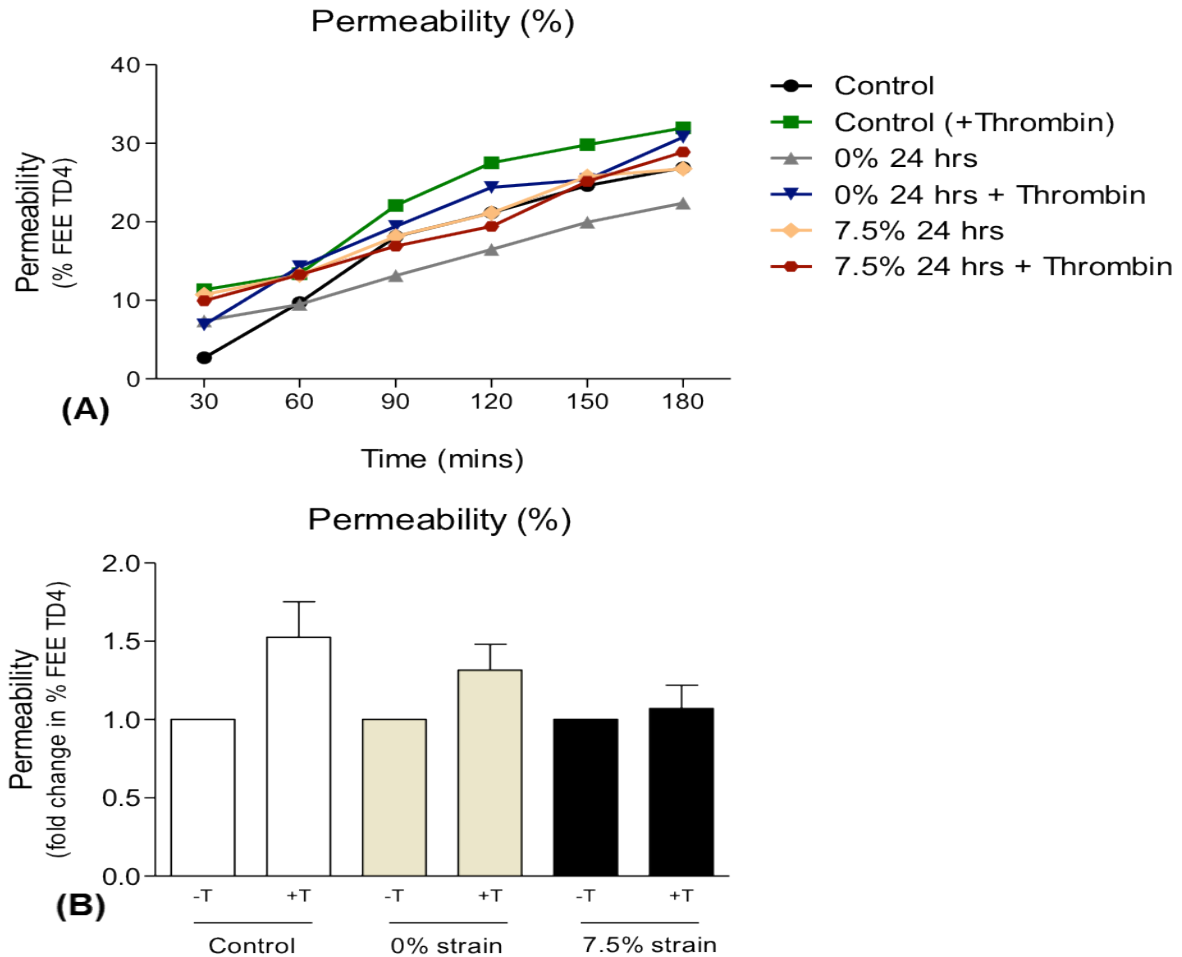 Permeability (%)
Permeability
(% FEE TD4)
40
30
20
10
0
30 60 90 120 150 180
(A)
Time (mins)
Control
Control (+Thrombin)
0% 24 hrs
0% 24 hrs + Thrombin
7.5% 24 hrs
7.5% 24 hrs + Thrombin
Permeability (%)
Permeability
(fold change in % FEE TD4)
2.0
1.5
1.0
0.5
0.0
(B)
-T +T -T +T -T +T
Control 0% strain 7.5% strain